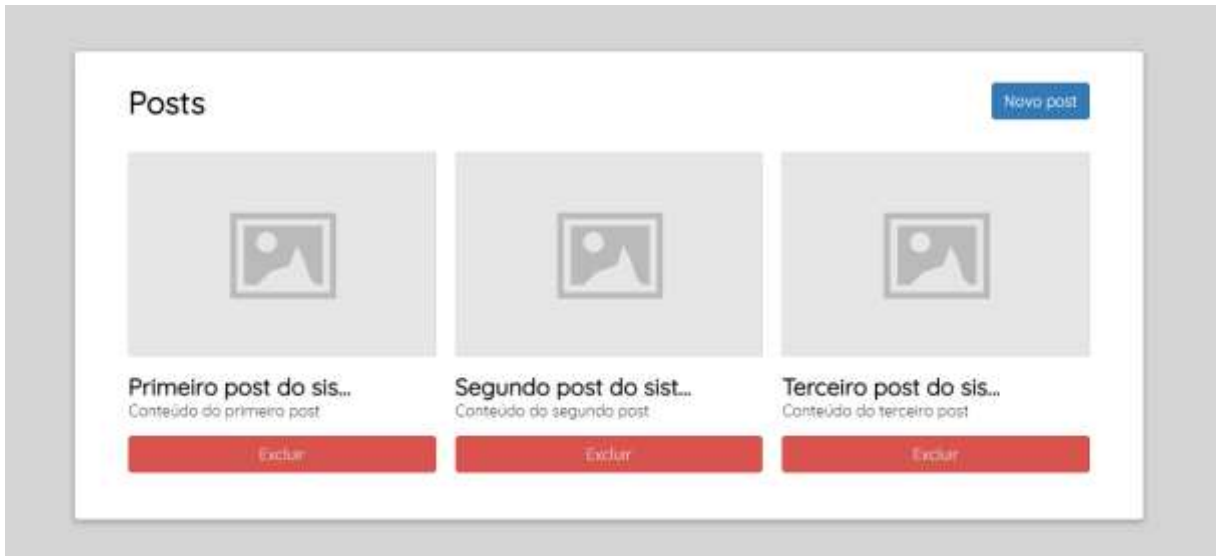 Posts
Novo post
Primeiro post do sis...
Conteúdo do primeiro post
Excluir
Segundo post do sist...
Conteúdo do segundo post
Excluir
Terceiro post do sis...
Conteúdo do terceiro post
Excluir